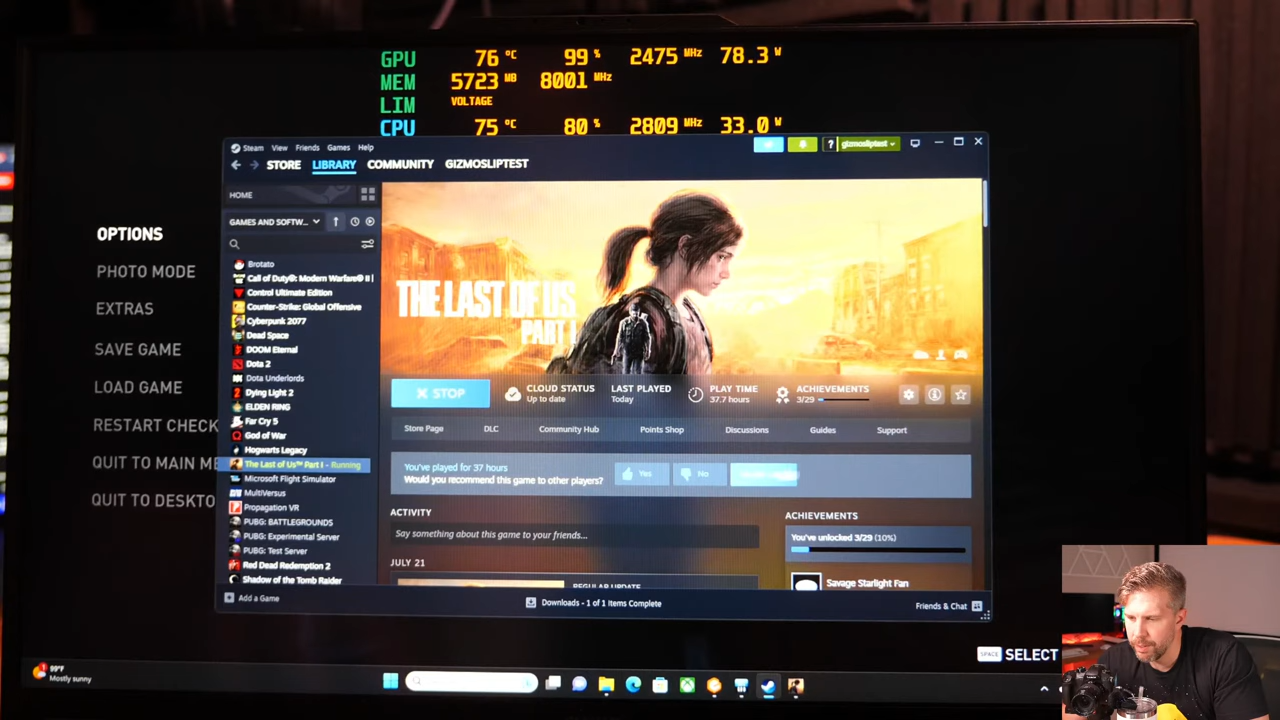 GPU 76 °C 99 % 2475 MHz 78.3 W
MEM 5723 MB 8001 MHz
LIM VOLTAGE
CPU 75 °C 80 % 2809 MHz 33.0 W
Steam View Friends Games Help
? gizmosliptest
STORE LIBRARY COMMUNITY GIZMOSLIPTEST
HOME
GAMES AND SOFTW...
Brotato
Call of Duty®: Modern Warfare® II |
Control Ultimate Edition
Counter-Strike: Global Offensive
Cyberpunk 2077
Dead Space
DOOM Eternal
Dota 2
Dota Underlords
Dying Light 2
ELDEN RING
Far Cry 5
God of War
Hogwarts Legacy
The Last of Us™ Part I - Running
Microsoft Flight Simulator
MultiVersus
Propagation VR
PUBG: BATTLEGROUNDS
PUBG: Experimental Server
PUBG: Test Server
Red Dead Redemption 2
Shadow of the Tomb Raider
Add a Game
OPTIONS
PHOTO MODE
EXTRAS
SAVE GAME
LOAD GAME
RESTART CHECK
QUIT TO MAIN ME
QUIT TO DESKTO
THE LAST OF US
PART I
STOP
CLOUD STATUS
Up to date
LAST PLAYED
Today
PLAY TIME
37.7 hours
ACHIEVEMENTS
3/29
Store Page DLC Community Hub Points Shop Discussions Guides Support
You've played for 37 hours
Would you recommend this game to other players?
Yes No
ACTIVITY
Say something about this game to your friends...
JULY 21
REGULAR UPDATE
ACHIEVEMENTS
You've unlocked 3/29 (10%)
Savage Starlight Fan
Downloads - 1 of 1 Items Complete
Friends & Chat
SPACE SELECT
99°F
Mostly sunny